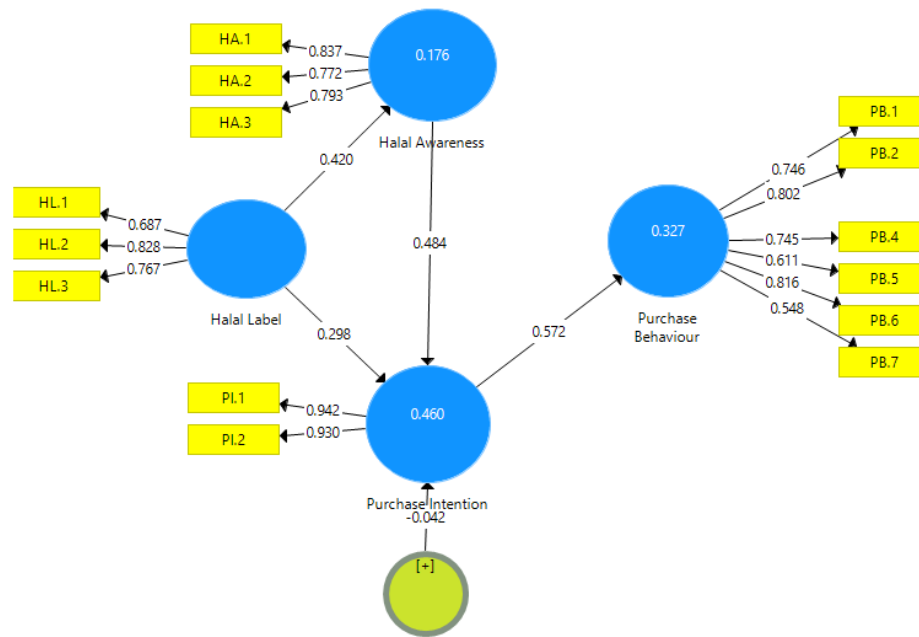 HA.1
0.837
HA.2
0.772
HA.3
0.793
0.176
Halal Awareness
0.420
HL.1
0.687
HL.2
0.828
HL.3
0.767
Halal Label
0.484
0.298
PB.1
0.746
PB.2
0.802
PB.4
0.745
PB.5
0.611
PB.6
0.816
PB.7
0.548
0.327
Purchase
Behaviour
0.572
PI.1
0.942
PI.2
0.930
0.460
Purchase Intention
-0.042
[+]